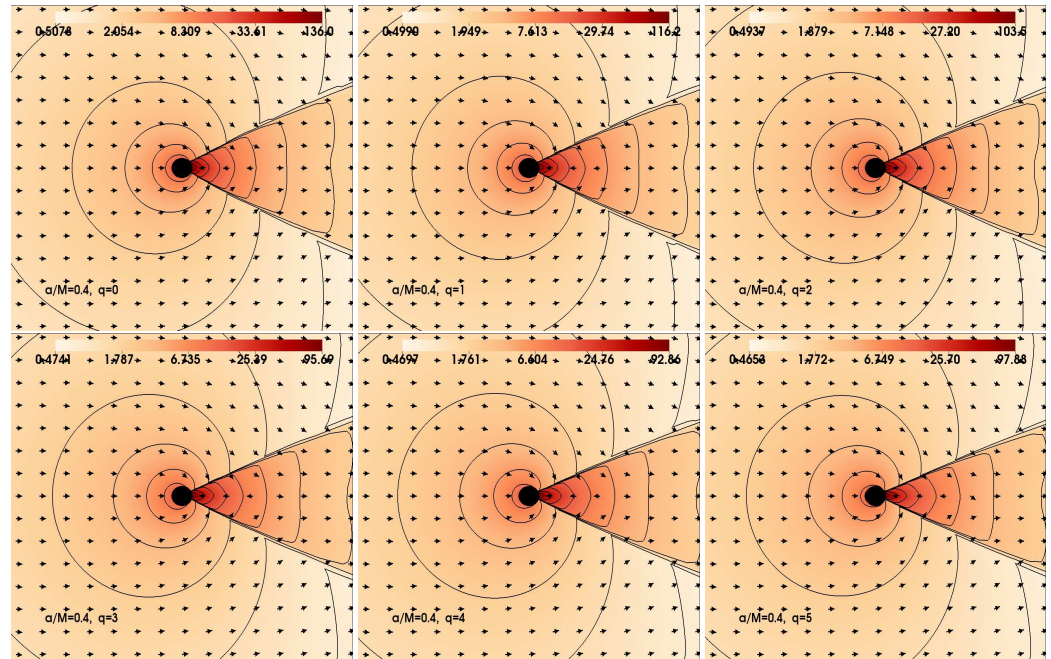 0.5078 2.054 8.309 33.61 136.0
a/M=0.4, q=0
0.4990 1.949 7.613 29.74 116.2
a/M=0.4, q=1
0.4937 1.879 7.148 27.20 103.5
a/M=0.4, q=2
0.4741 1.787 6.735 25.39 95.69
a/M=0.4, q=3
0.4697 1.761 6.604 24.76 92.86
a/M=0.4, q=4
0.4653 1.772 6.749 25.70 97.88
a/M=0.4, q=5